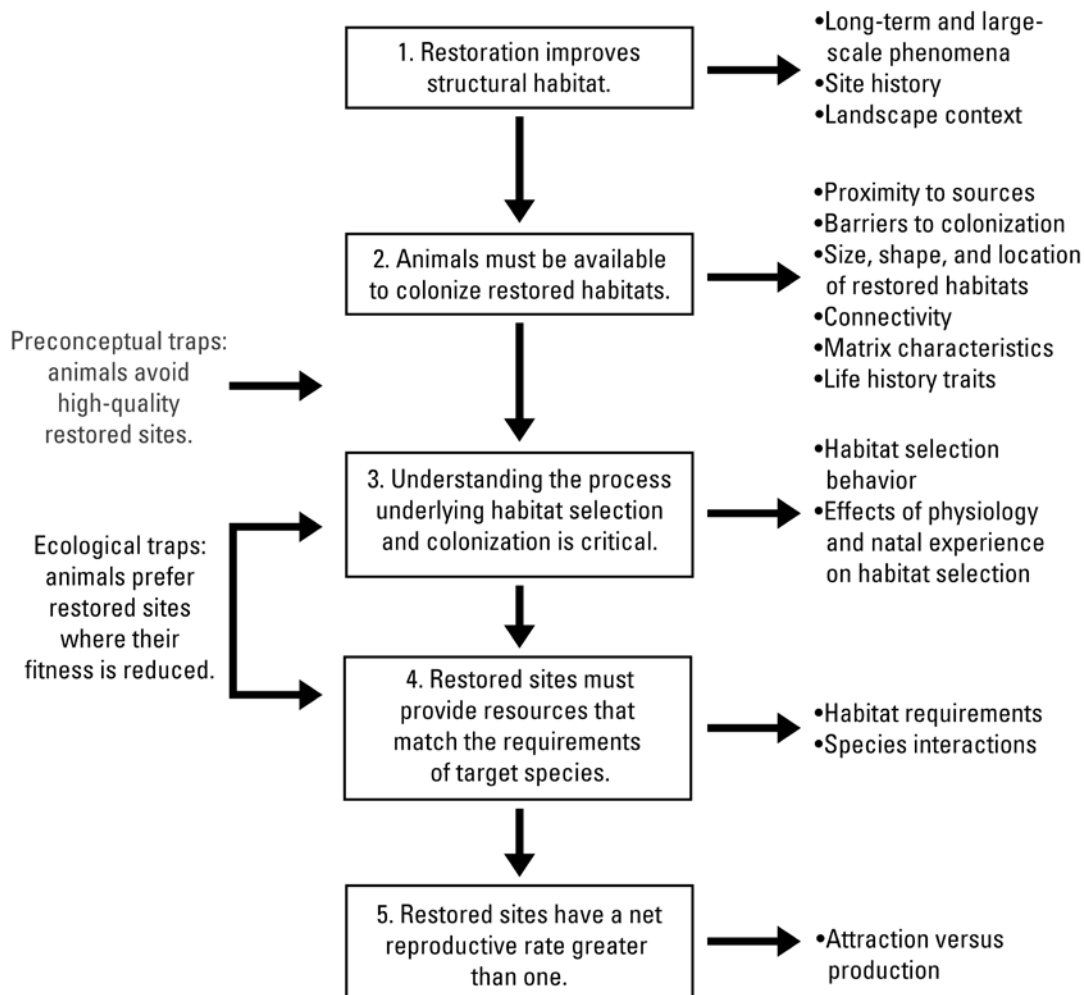 1. Restoration improves
structural habitat.
•Long-term and large-
scale phenomena
•Site history
•Landscape context
2. Animals must be available
to colonize restored habitats.
•Proximity to sources
•Barriers to colonization
•Size, shape, and location
of restored habitats
•Connectivity
•Matrix characteristics
•Life history traits
Preconceptual traps:
animals avoid
high-quality
restored sites.
3. Understanding the process
underlying habitat selection
and colonization is critical.
•Habitat selection
behavior
•Effects of physiology
and natal experience
on habitat selection
Ecological traps:
animals prefer
restored sites
where their
fitness is reduced.
4. Restored sites must
provide resources that
match the requirements
of target species.
•Habitat requirements
•Species interactions
5. Restored sites have a net
reproductive rate greater
than one.
•Attraction versus
production